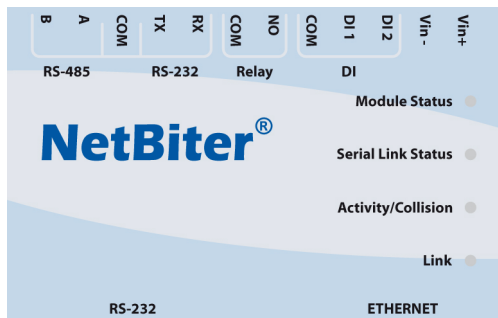 B A COM TX RX COM NO COM DI 1 DI 2 Vin - Vin+
RS-485 RS-232 Relay DI
Module Status
NetBiter®
Serial Link Status
Activity/Collision
Link
RS-232 ETHERNET